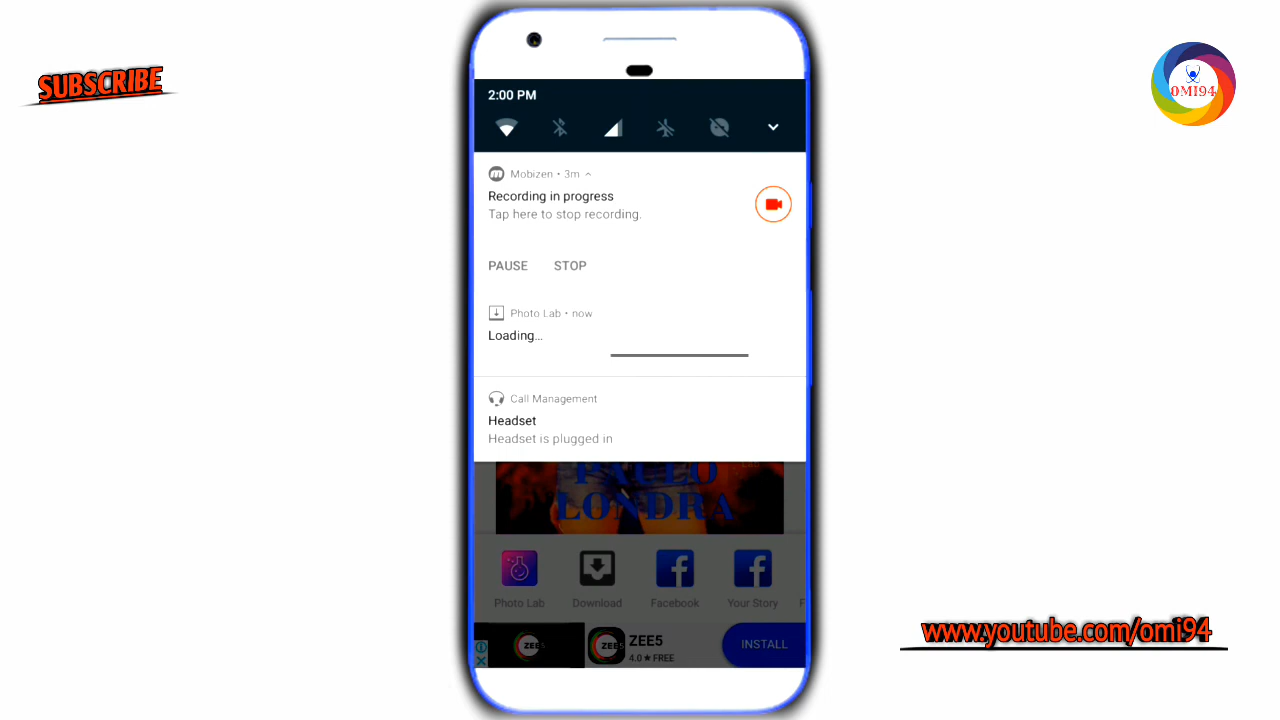 SUBSCRIBE
OMI94
2:00 PM
Mobizen • 3m
Recording in progress
Tap here to stop recording.
PAUSE STOP
Photo Lab • now
Loading...
Call Management
Headset
Headset is plugged in
PAULO
LONDRA
Photo Lab Download Facebook Your Story F
ZEE5
ZEE5
ZEE5
4.0 ★ FREE
INSTALL
www.youtube.com/omi94